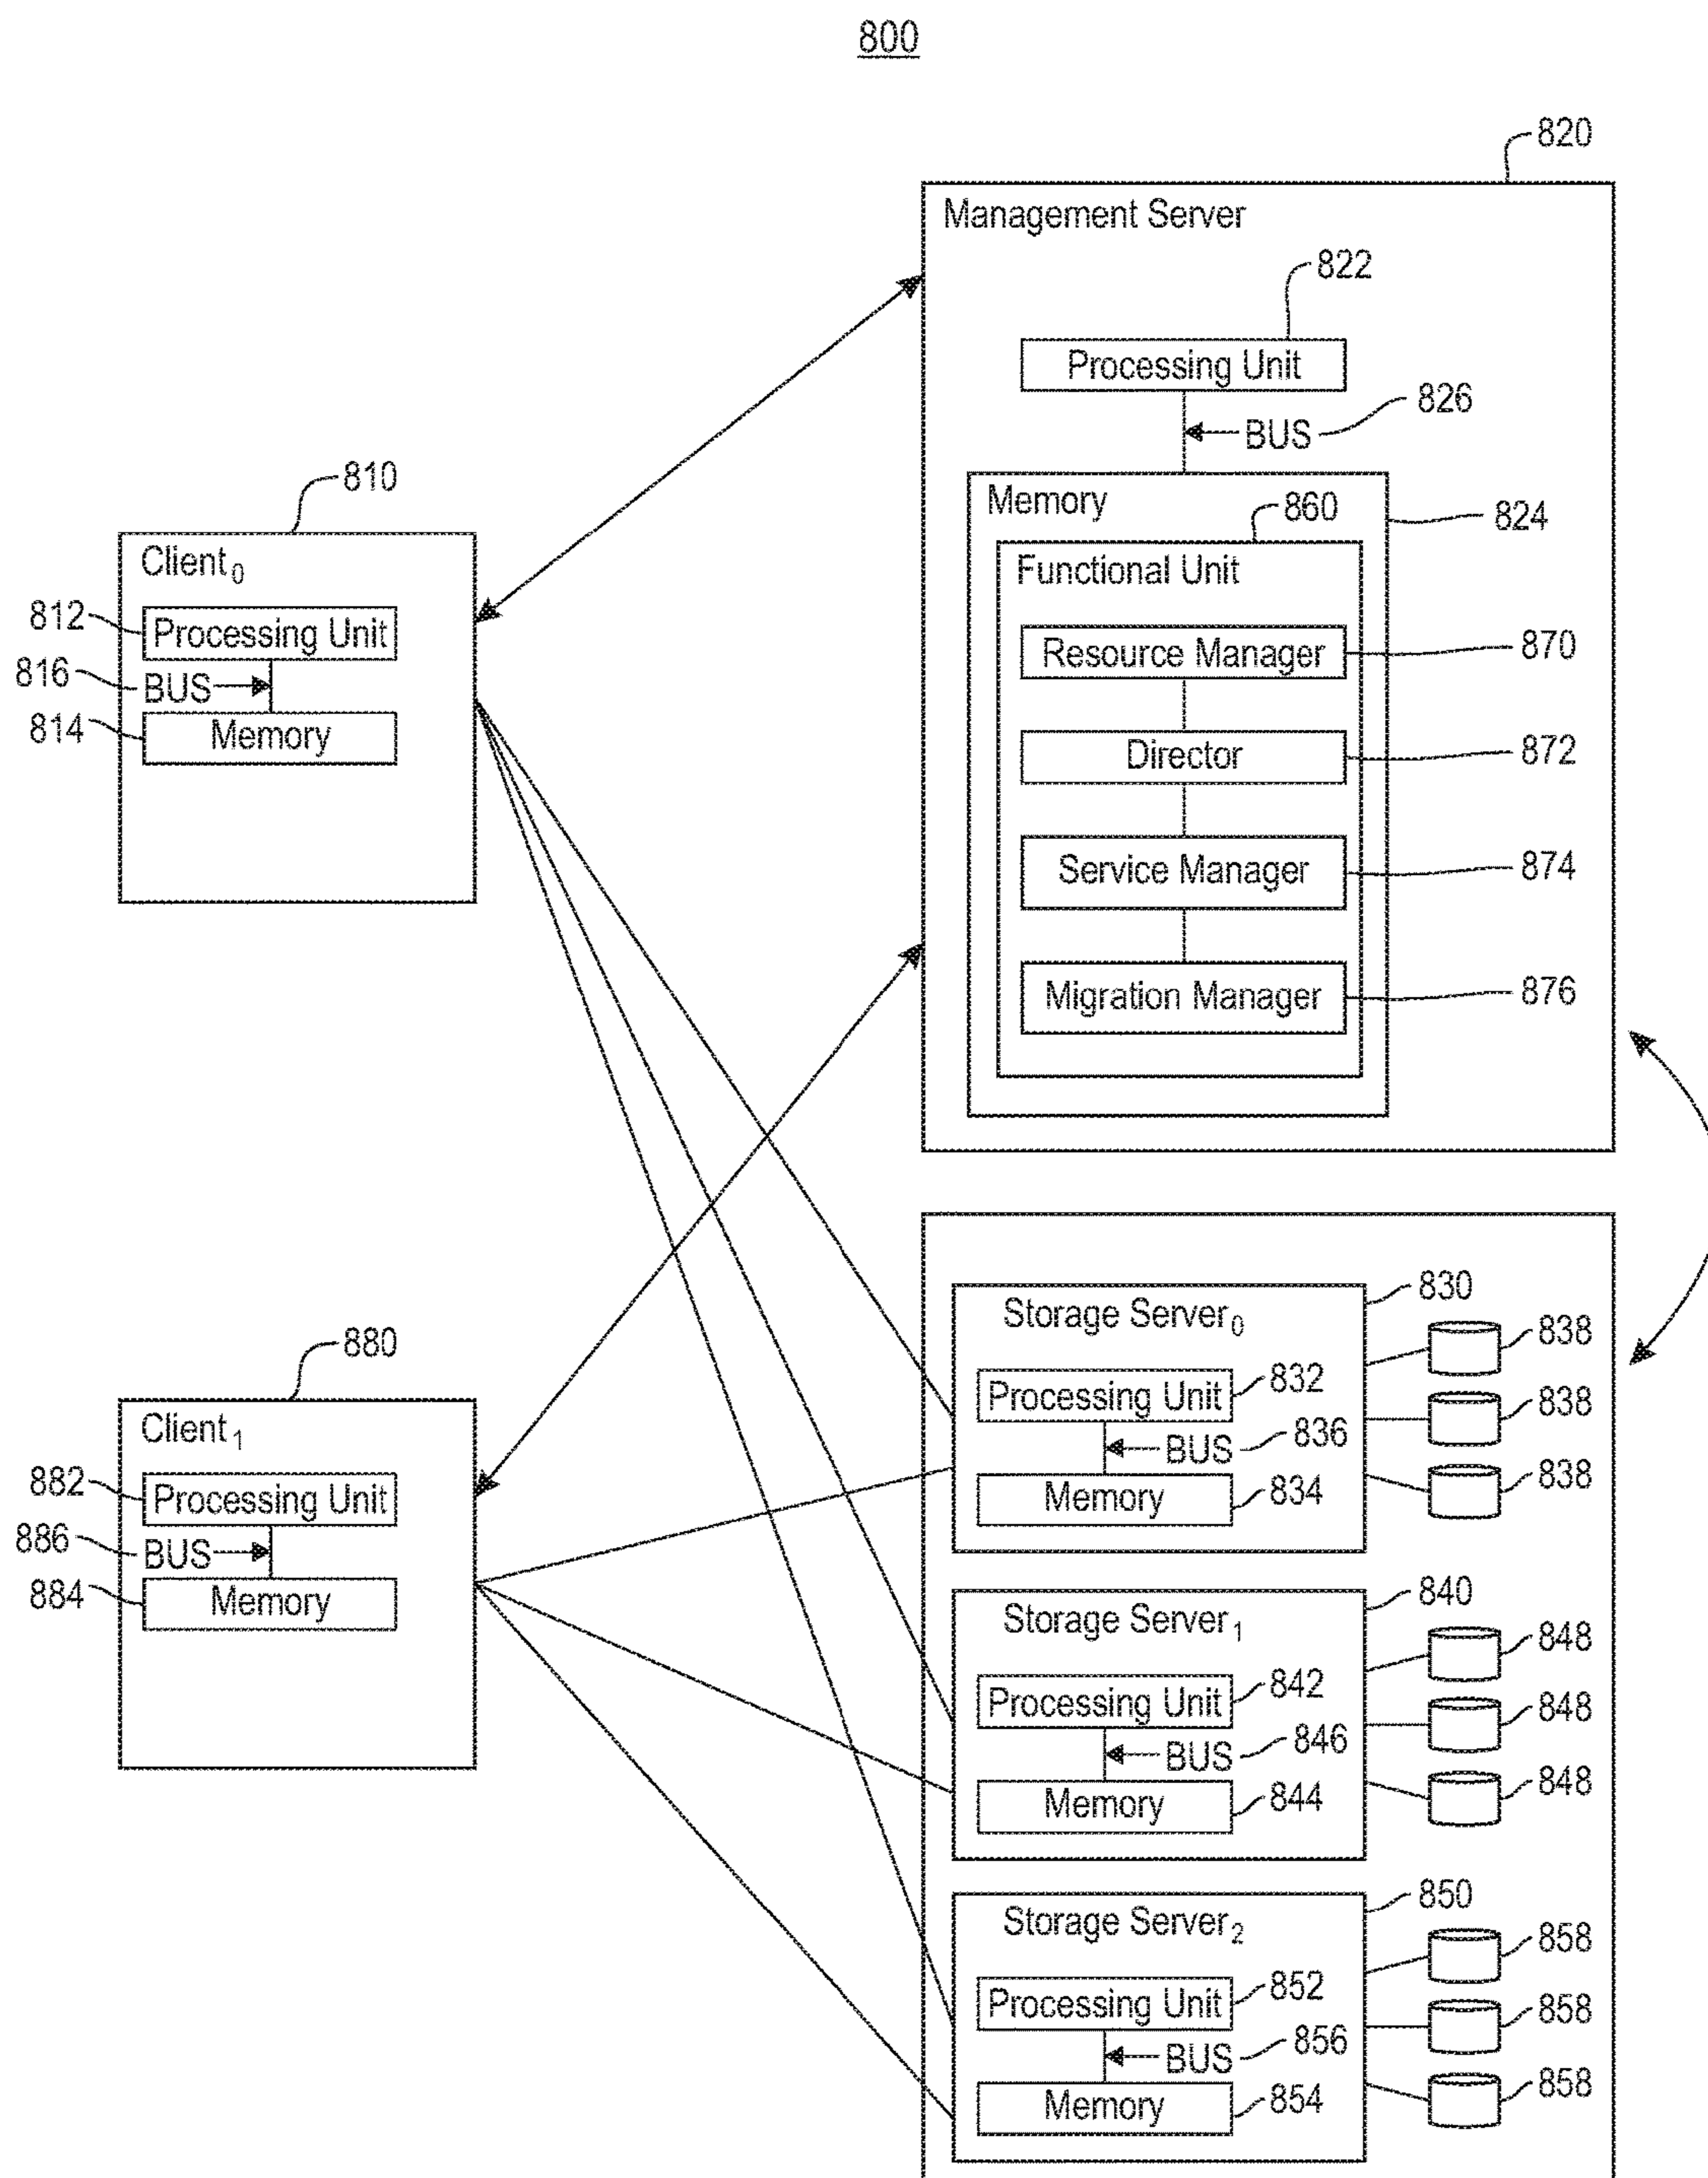 800
820
Management Server
822
Processing Unit
826
BUS
810
Memory
860
824
Client0
Functional Unit
812
Processing Unit
Resource Manager
870
816
BUS
814
Memory
Director
872
Service Manager
874
Migration Manager
876
830
Storage Server0
838
880
Processing Unit
832
838
Client1
BUS
836
882
Processing Unit
Memory
834
838
886
BUS
884
Memory
840
Storage Server1
848
Processing Unit
842
848
BUS
846
Memory
844
848
850
Storage Server2
858
Processing Unit
852
858
BUS
856
Memory
854
858